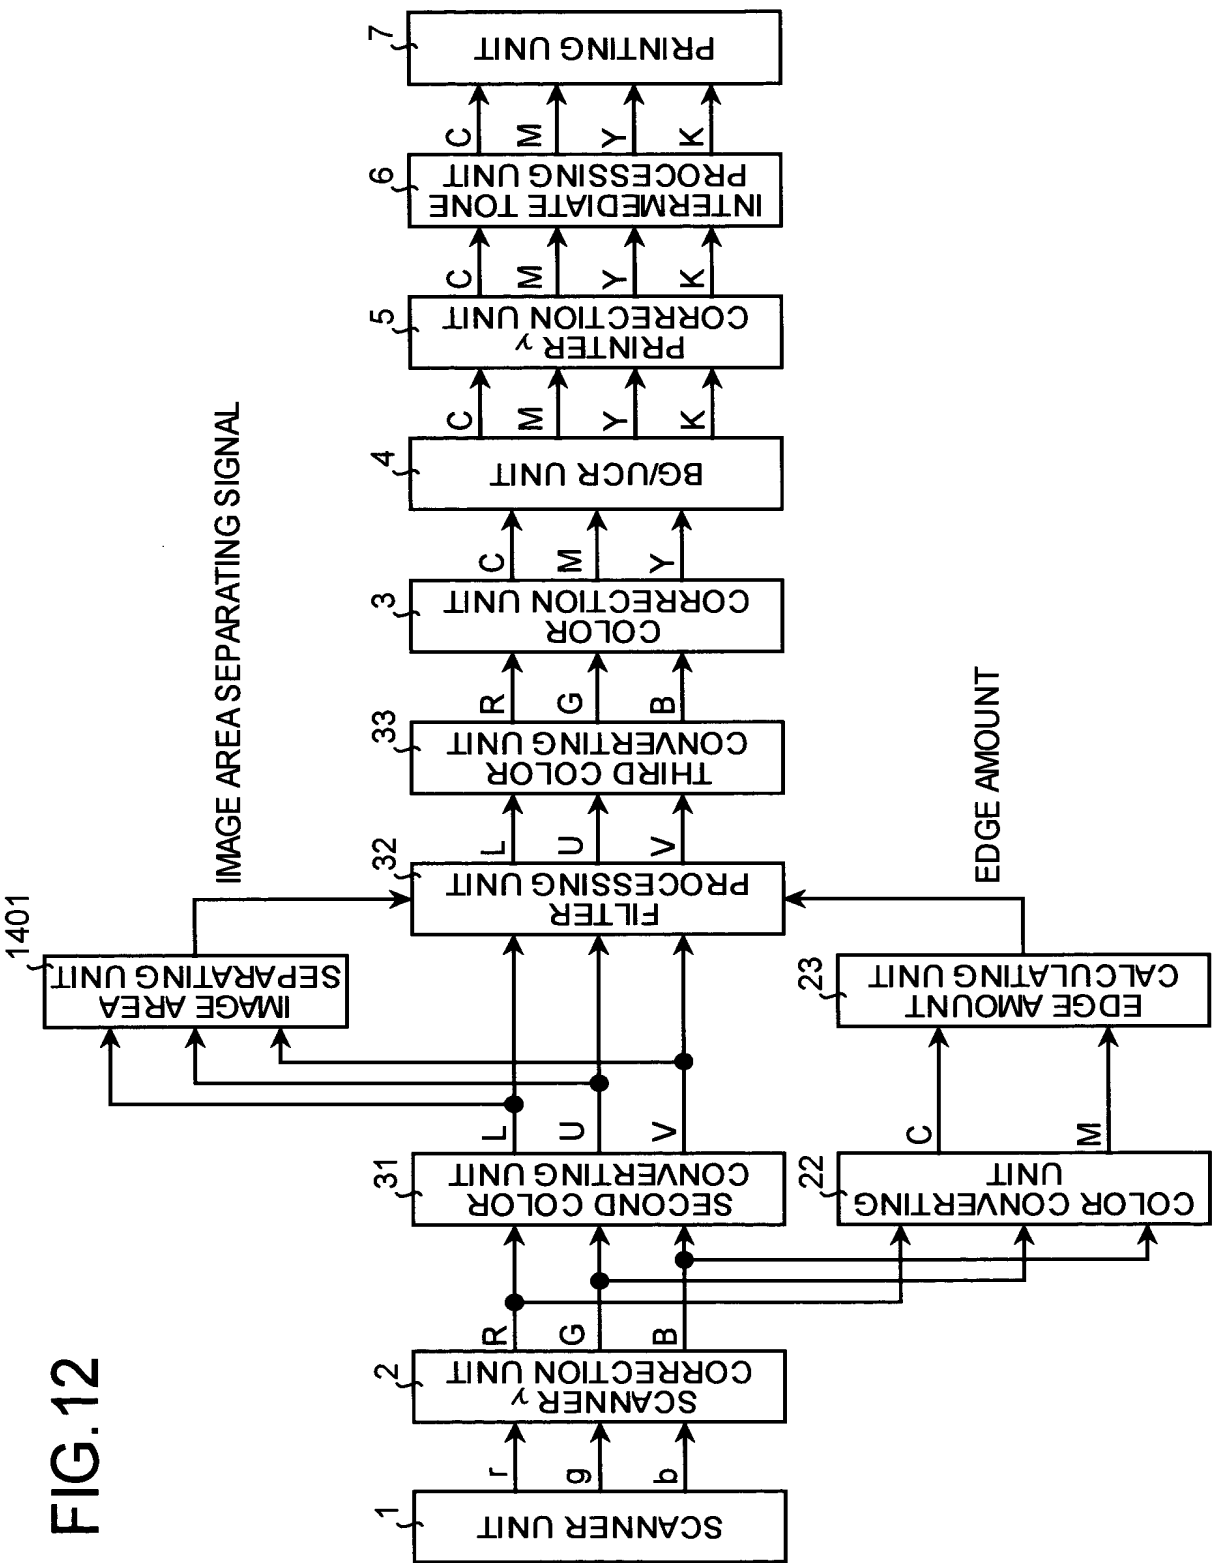 FIG. 12
1
SCANNER UNIT
r
g
b
2
SCANNER γ
CORRECTION UNIT
R
G
B
31
SECOND COLOR
CONVERTING UNIT
L
U
V
22
COLOR CONVERTING
UNIT
C
M
1401
IMAGE AREA
SEPARATING UNIT
IMAGE AREA SEPARATING SIGNAL
23
EDGE AMOUNT
CALCULATING UNIT
EDGE AMOUNT
32
FILTER
PROCESSING UNIT
L
U
V
33
THIRD COLOR
CONVERTING UNIT
R
G
B
3
COLOR
CORRECTION UNIT
C
M
Y
4
BG/UCR UNIT
C
M
Y
K
5
PRINTER γ
CORRECTION UNIT
C
M
Y
K
6
INTERMEDIATE TONE
PROCESSING UNIT
C
M
Y
K
7
PRINTING UNIT